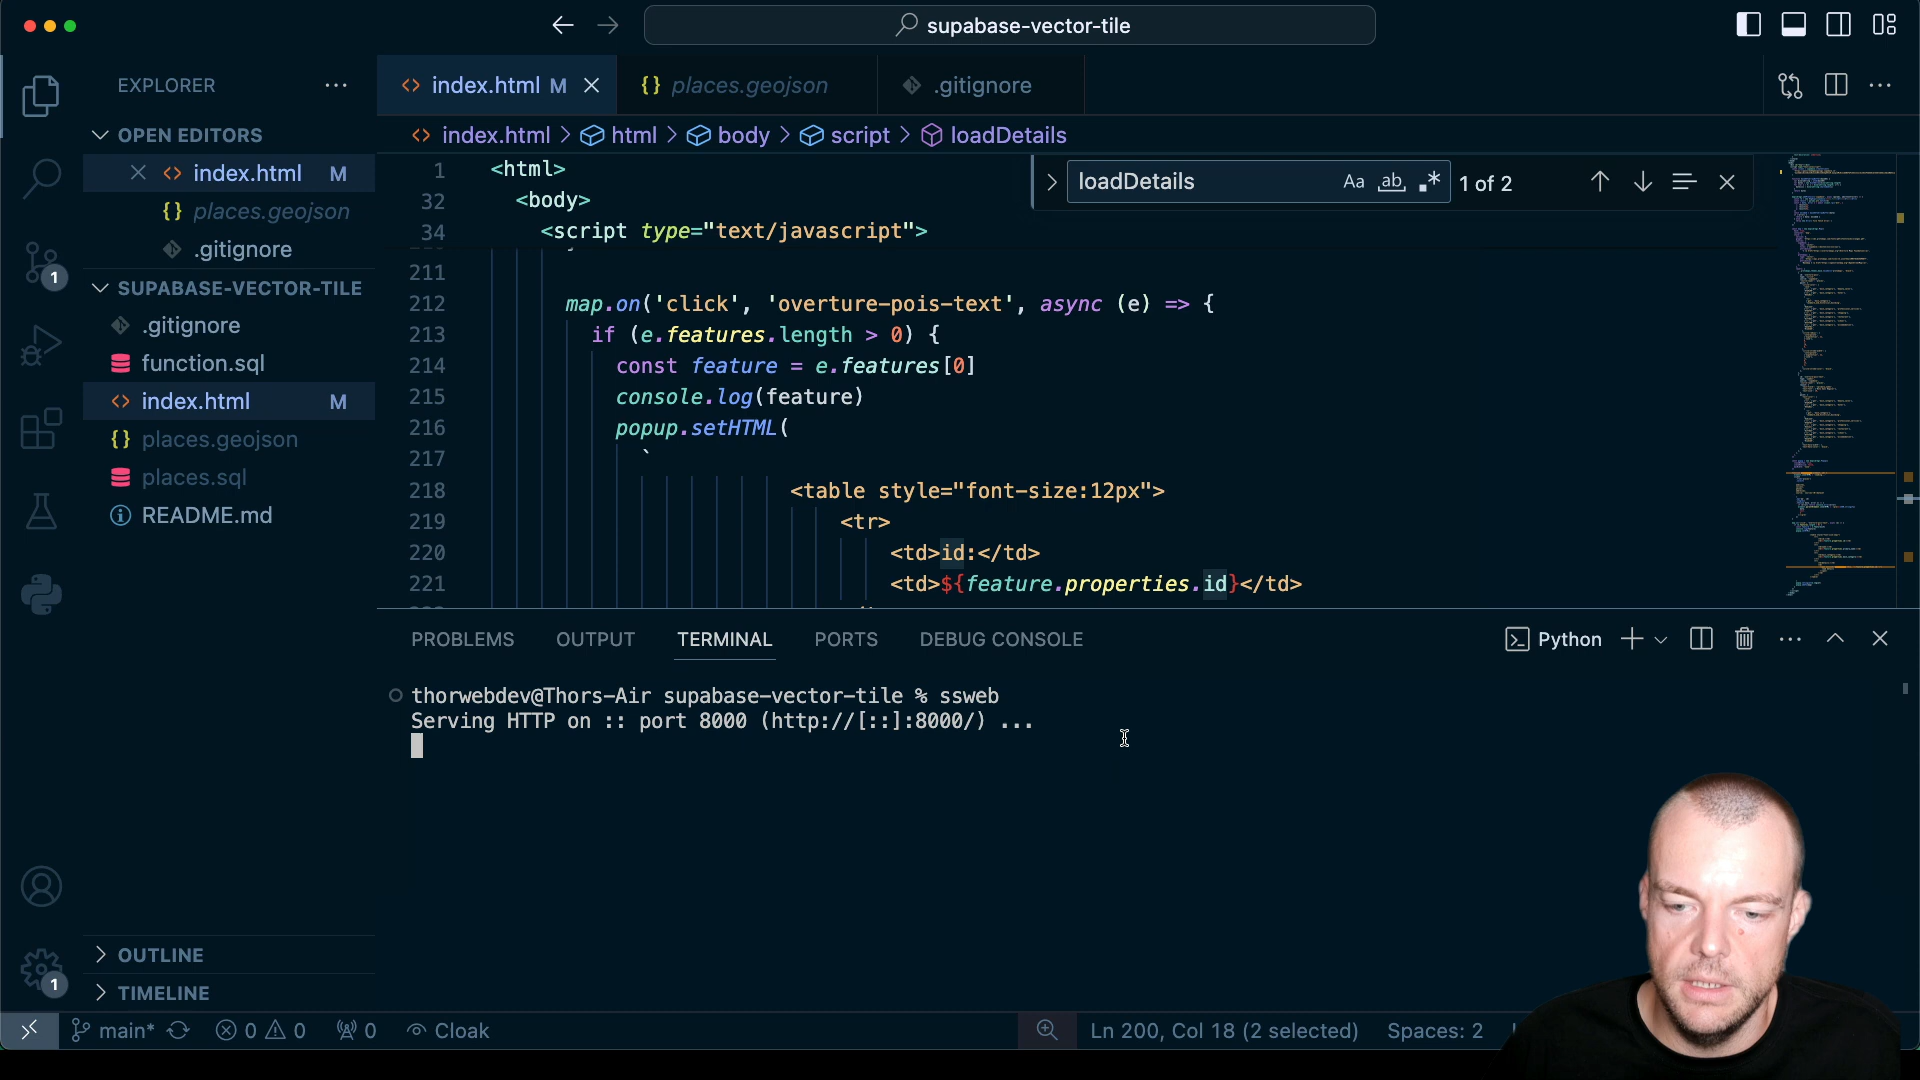 supabase-vector-tile
EXPLORER
OPEN EDITORS
index.html M
places.geojson
.gitignore
SUPABASE-VECTOR-TILE
.gitignore
function.sql
index.html M
places.geojson
places.sql
README.md
OUTLINE
TIMELINE
1
1
index.html M
places.geojson
.gitignore
index.html > html > body > script > loadDetails
loadDetails Aa ab .* 1 of 2
1 <html>
32 <body>
34 <script type="text/javascript">
211
212 map.on('click', 'overture-pois-text', async (e) => {
213 if (e.features.length > 0) {
214 const feature = e.features[0]
215 console.log(feature)
216 popup.setHTML(
217 `
218 <table style="font-size:12px">
219 <tr>
220 <td>id:</td>
221 <td>${feature.properties.id}</td>
PROBLEMS OUTPUT TERMINAL PORTS DEBUG CONSOLE
Python
thorwebdev@Thors-Air supabase-vector-tile % ssweb
Serving HTTP on :: port 8000 (http://[::]:8000/) ...
main* 0 0 0 Cloak
Ln 200, Col 18 (2 selected) Spaces: 2